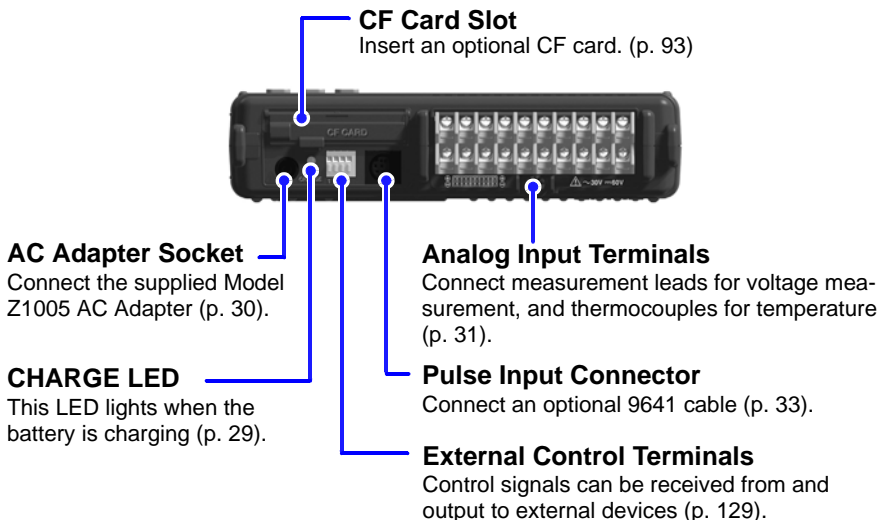 CF Card Slot
Insert an optional CF card. (p. 93)
CF CARD
~30V 60V
AC Adapter Socket
Connect the supplied Model
Z1005 AC Adapter (p. 30).
CHARGE LED
This LED lights when the
battery is charging (p. 29).
Analog Input Terminals
Connect measurement leads for voltage mea-
surement, and thermocouples for temperature
(p. 31).
Pulse Input Connector
Connect an optional 9641 cable (p. 33).
External Control Terminals
Control signals can be received from and
output to external devices (p. 129).